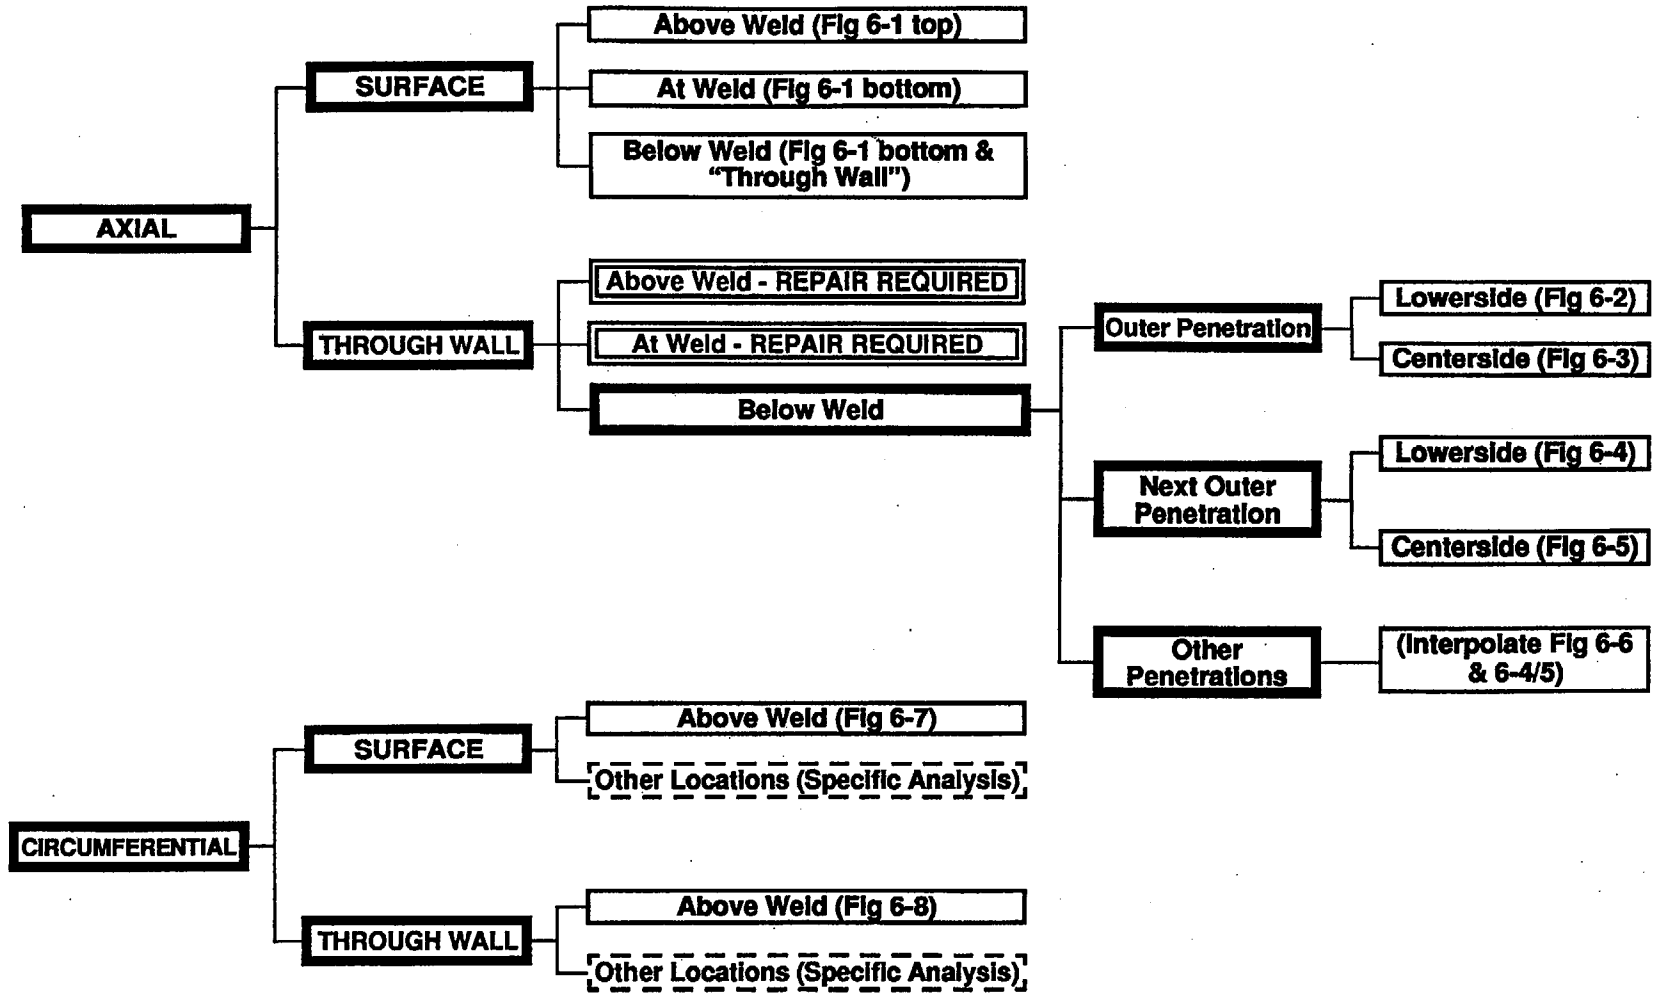 Above Weld (Fig 6-1 top)
SURFACE
At Weld (Fig 6-1 bottom)
Below Weld (Fig 6-1 bottom &
"Through Wall")
AXIAL
Above Weld - REPAIR REQUIRED
THROUGH WALL
At Weld - REPAIR REQUIRED
Below Weld
Outer Penetration
Lowerside (Fig 6-2)
Centerside (Fig 6-3)
Next Outer
Penetration
Lowerside (Fig 6-4)
Centerside (Fig 6-5)
Other
Penetrations
(Interpolate Fig 6-6
& 6-4/5)
Above Weld (Fig 6-7)
SURFACE
Other Locations (Specific Analysis)
CIRCUMFERENTIAL
Above Weld (Fig 6-8)
THROUGH WALL
Other Locations (Specific Analysis)